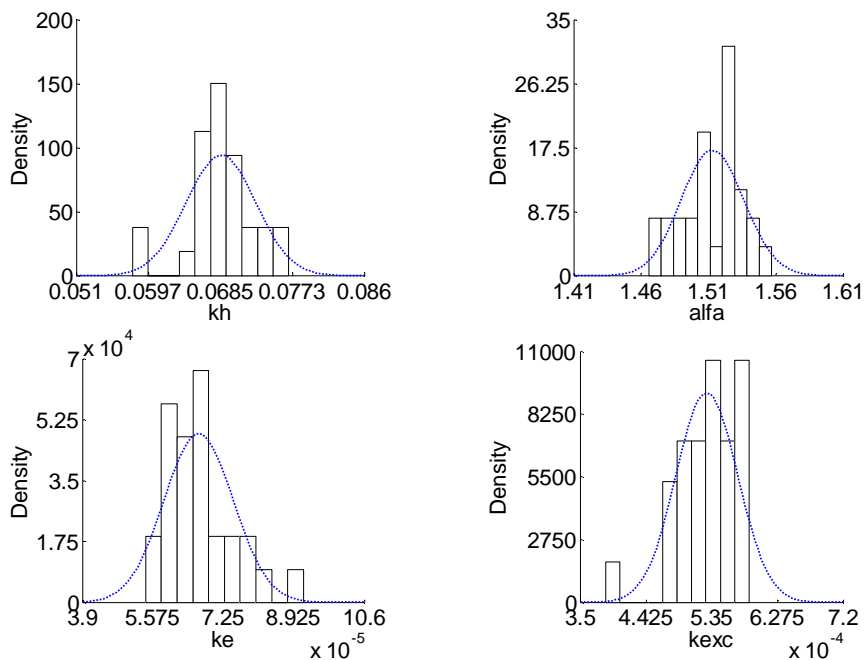 200
150
100
50
0
Density
0.051 0.0597 0.0685 0.0773 0.086
kh
35
26.25
17.5
8.75
0
Density
1.41 1.46 1.51 1.56 1.61
alfa
7 x 10^4
5.25
3.5
1.75
0
Density
3.9 5.575 7.25 8.925 10.6
ke
x 10^-5
11000
8250
5500
2750
0
Density
3.5 4.425 5.35 6.275 7.2
kexc
x 10^-4